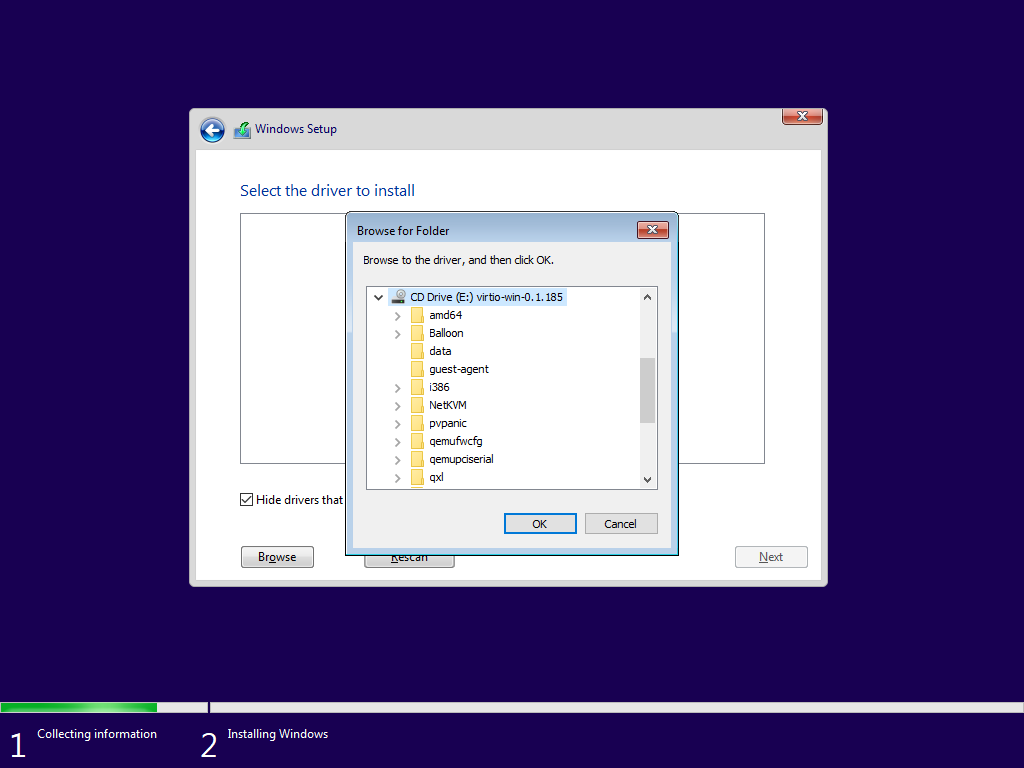 Windows Setup
Select the driver to install
Browse for Folder
Browse to the driver, and then click OK.
CD Drive (E:) virtio-win-0.1.185
amd64
Balloon
data
guest-agent
i386
NetKVM
pvpanic
qemufwcfg
qemupciserial
qxl
Hide drivers that
OK
Cancel
Browse
Rescan
Next
1 Collecting information
2 Installing Windows